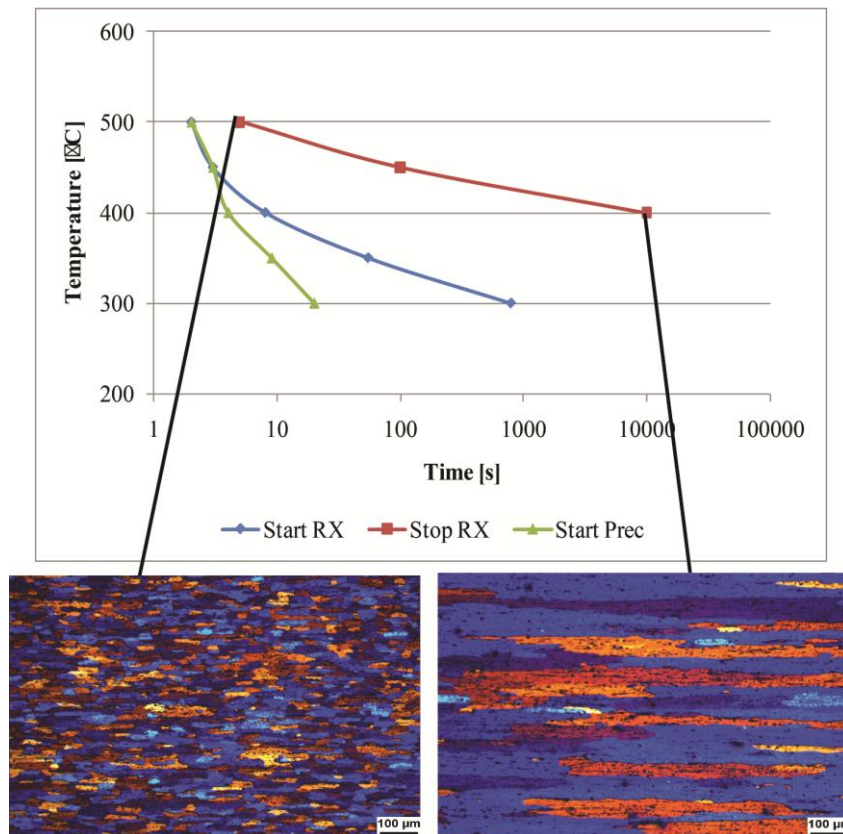 600
500
400
300
200
Temperature [☒C]
1 10 100 1000 10000 100000
Time [s]
Start RX Stop RX Start Prec
100 µm 100 µm